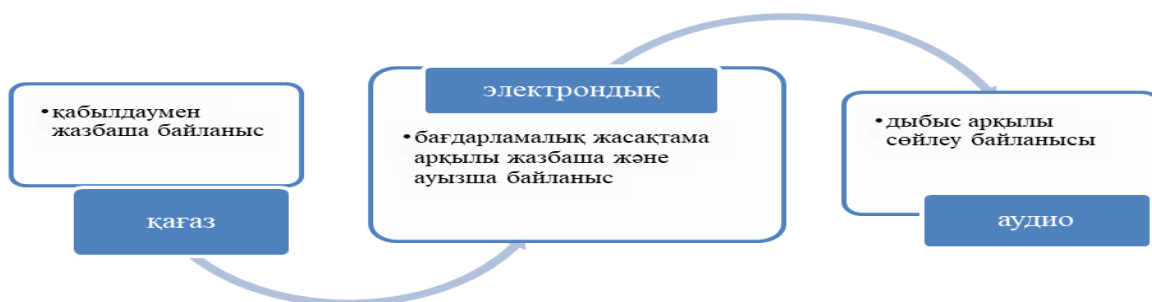 •қабылдаумен
жазбаша байланыс
қағаз
электрондық
•бағдарламалық жасақтама
арқылы жазбаша және
ауызша байланыс
•дыбыс арқылы
сөйлеу байланысы
аудио